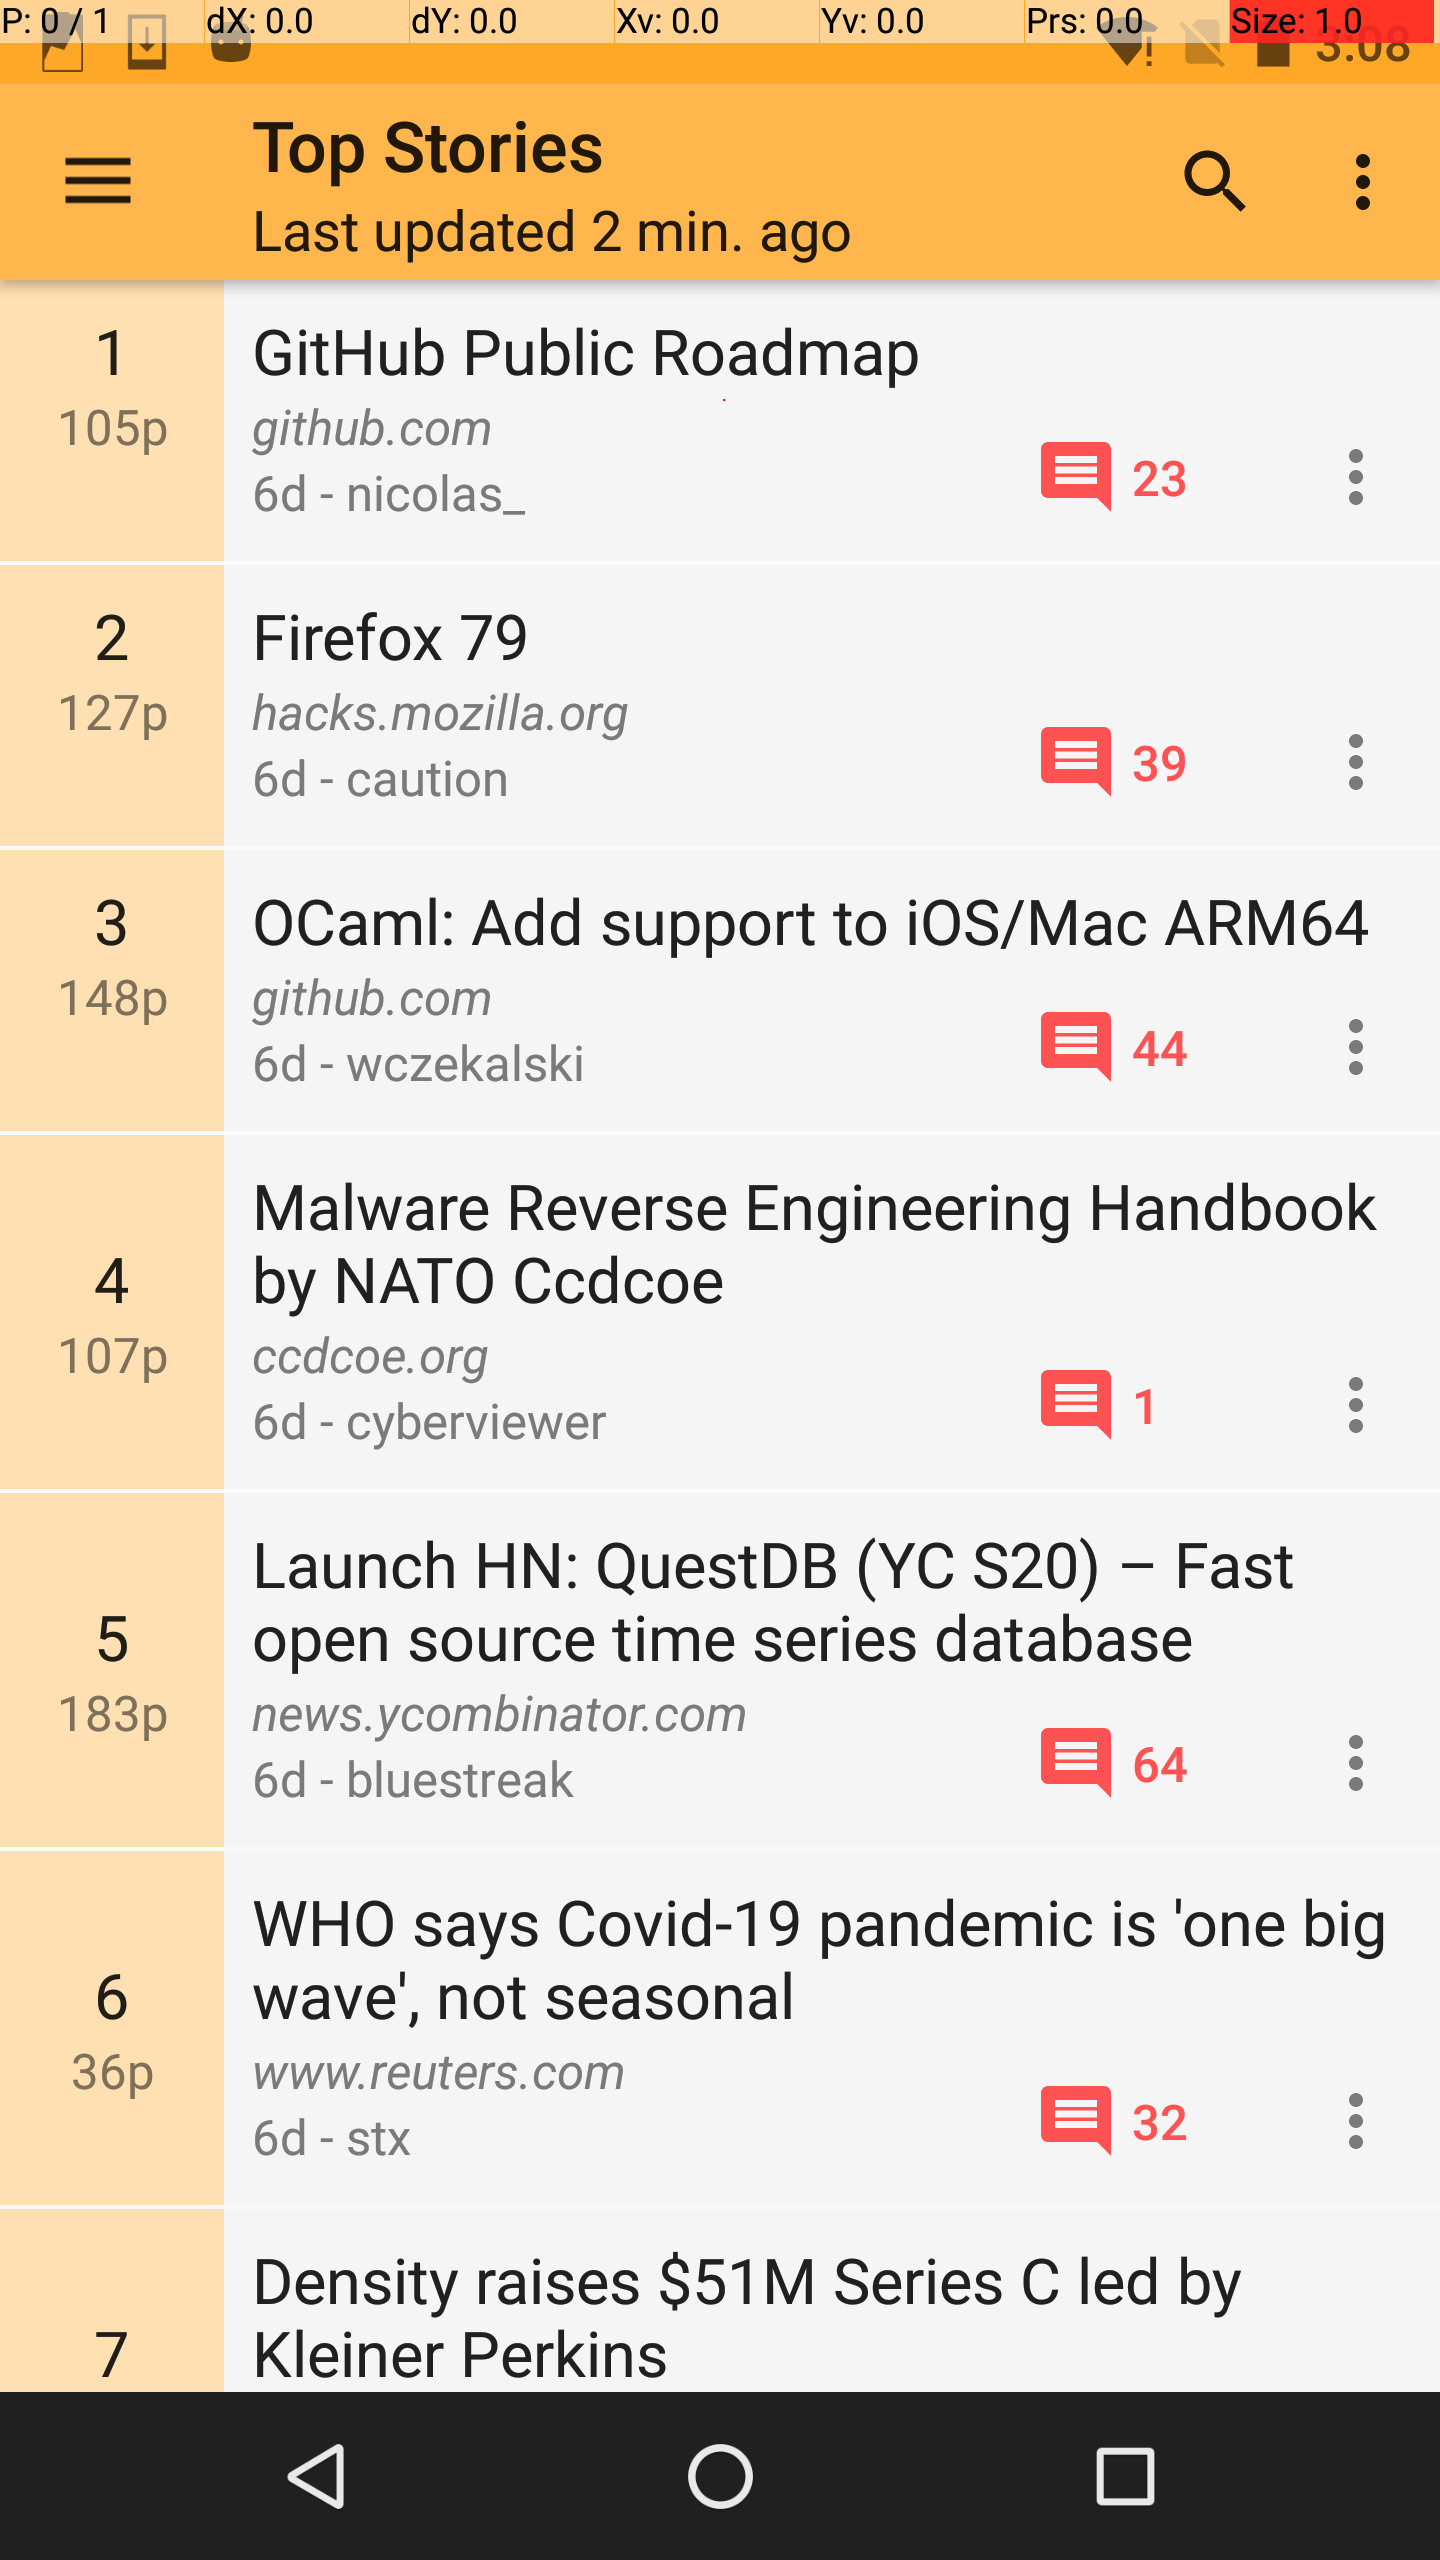 P: 0 / 1 dX: 0.0 dY: 0.0 Xv: 0.0 Yv: 0.0 Prs: 0.0 Size: 1.0
3:08
Top Stories
Last updated 2 min. ago
1 GitHub Public Roadmap
105p github.com
6d - nicolas_ 23
2 Firefox 79
127p hacks.mozilla.org
6d - caution 39
3 OCaml: Add support to iOS/Mac ARM64
148p github.com
6d - wczekalski 44
Malware Reverse Engineering Handbook
4 by NATO Ccdcoe
107p ccdcoe.org
6d - cyberviewer 1
Launch HN: QuestDB (YC S20) – Fast
5 open source time series database
183p news.ycombinator.com
6d - bluestreak 64
WHO says Covid-19 pandemic is 'one big
6 wave', not seasonal
36p www.reuters.com
6d - stx 32
Density raises $51M Series C led by
7 Kleiner Perkins